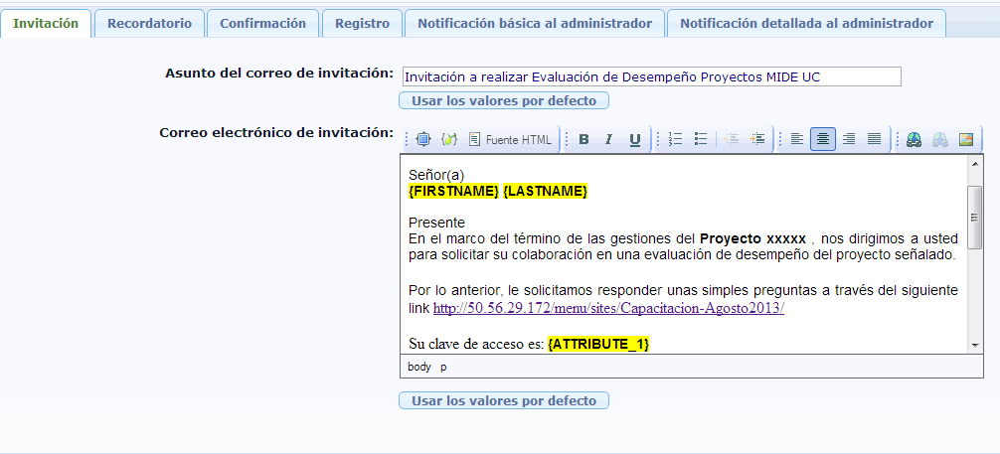 Invitación Recordatorio Confirmación Registro Notificación básica al administrador Notificación detallada al administrador
Asunto del correo de invitación: Invitación a realizar Evaluación de Desempeño Proyectos MIDE UC
Usar los valores por defecto
Correo electrónico de invitación: Fuente HTML B I U
Señor(a)
{FIRSTNAME} {LASTNAME}
Presente
En el marco del término de las gestiones del Proyecto xxxxx , nos dirigimos a usted
para solicitar su colaboración en una evaluación de desempeño del proyecto señalado.
Por lo anterior, le solicitamos responder unas simples preguntas a través del siguiente
link http://50.56.29.172/menu/sites/Capacitacion-Agosto2013/
Su clave de acceso es: {ATTRIBUTE_1}
body p
Usar los valores por defecto